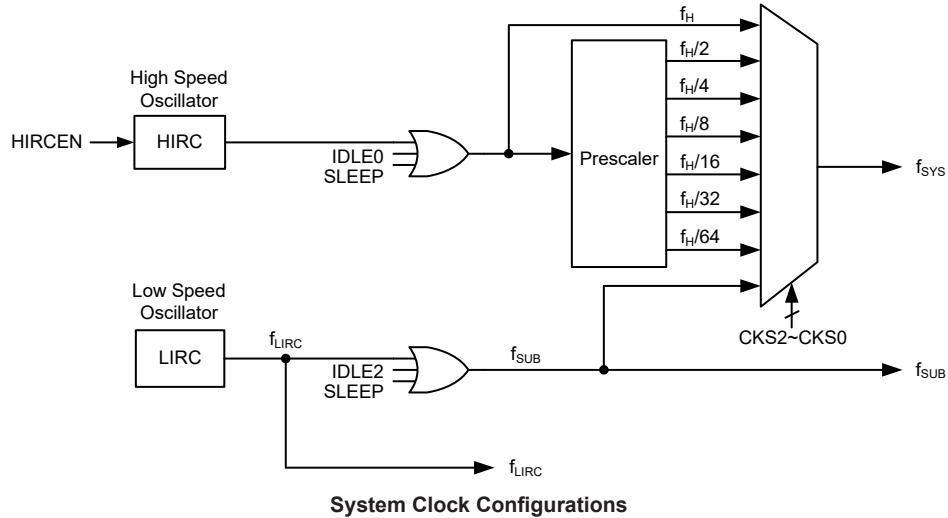 f_H
f_H/2
f_H/4
f_H/8
f_H/16
f_H/32
f_H/64
High Speed
Oscillator
HIRCEN
HIRC
IDLE0
SLEEP
Prescaler
f_SYS
Low Speed
Oscillator
LIRC
f_LIRC
IDLE2
SLEEP
f_SUB
CKS2~CKS0
f_SUB
f_LIRC
System Clock Configurations